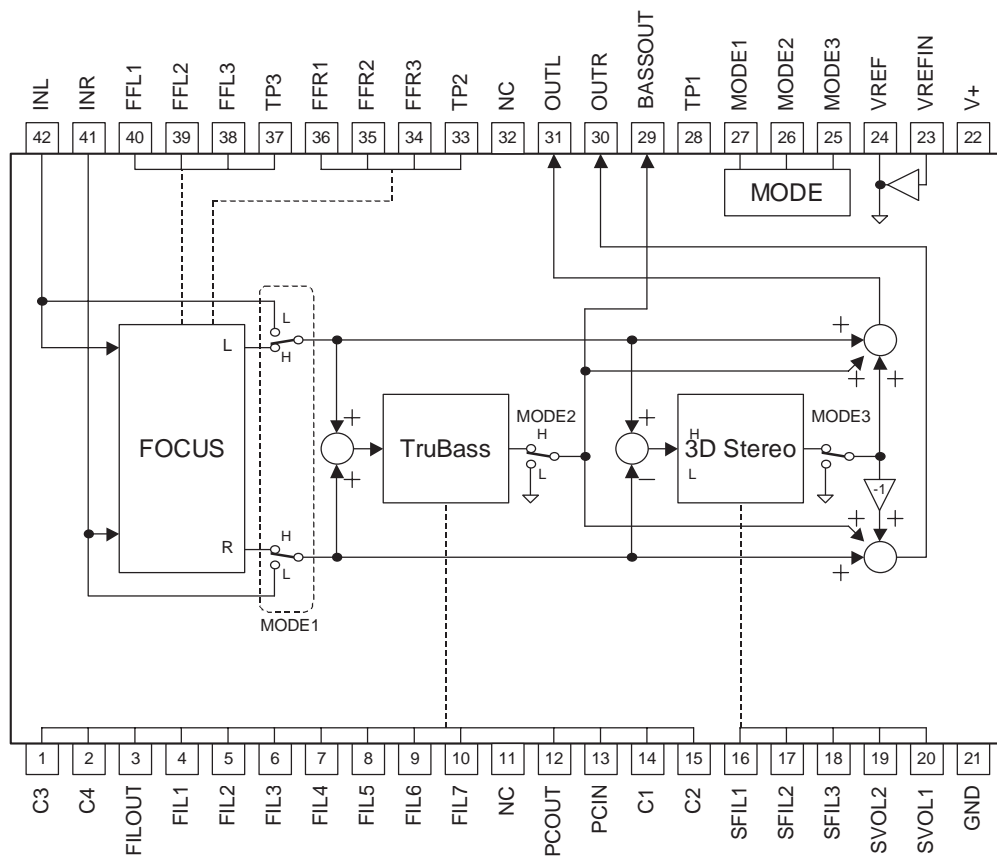 INL
INR
FFL1
FFL2
FFL3
TP3
FFR1
FFR2
FFR3
TP2
NC
OUTL
OUTR
BASSOUT
TP1
MODE1
MODE2
MODE3
VREF
VREFIN
V+
42
41
40
39
38
37
36
35
34
33
32
31
30
29
28
27
26
25
24
23
22
MODE
L
L
H
+
+
+
+
FOCUS
+
+
TruBass
MODE2
H
L
+
−
H
L
3D Stereo
MODE3
-1
R
H
L
+
+
+
MODE1
1
2
3
4
5
6
7
8
9
10
11
12
13
14
15
16
17
18
19
20
21
C3
C4
FILOUT
FIL1
FIL2
FIL3
FIL4
FIL5
FIL6
FIL7
NC
PCOUT
PCIN
C1
C2
SFIL1
SFIL2
SFIL3
SVOL2
SVOL1
GND